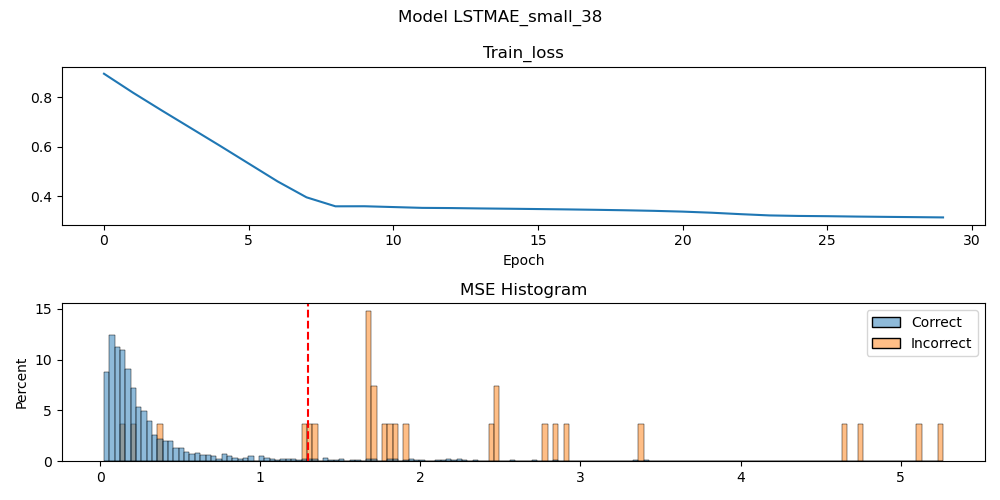 Model LSTMAE_small_38
Train_loss
0.8
0.6
0.4
0 5 10 15 20 25 30
Epoch
MSE Histogram
Correct
Incorrect
Percent
15
10
5
0
0 1 2 3 4 5